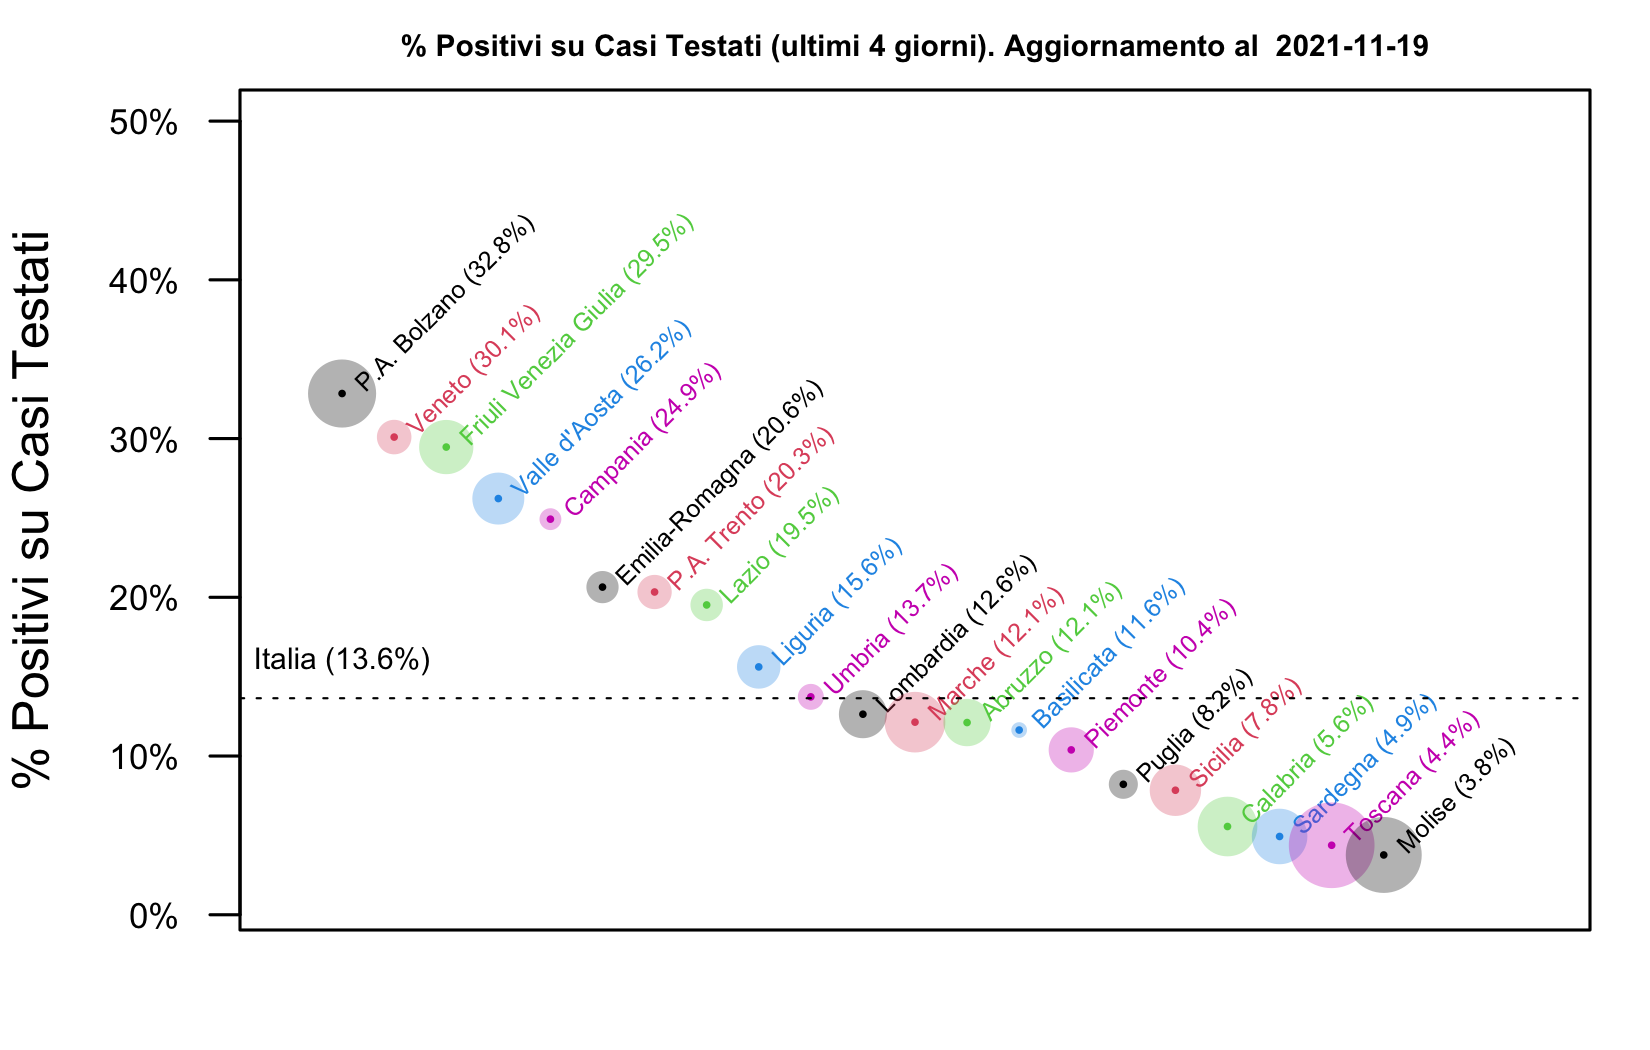 % Positivi su Casi Testati (ultimi 4 giorni). Aggiornamento al  2021-11-19
% Positivi su Casi Testati
50%
40%
30%
20%
10%
0%
Italia (13.6%)
P.A. Bolzano (32.8%)
Veneto (30.1%)
Friuli Venezia Giulia (29.5%)
Valle d'Aosta (26.2%)
Campania (24.9%)
Emilia-Romagna (20.6%)
P.A. Trento (20.3%)
Lazio (19.5%)
Liguria (15.6%)
Umbria (13.7%)
Lombardia (12.6%)
Marche (12.1%)
Abruzzo (12.1%)
Basilicata (11.6%)
Piemonte (10.4%)
Puglia (8.2%)
Sicilia (7.8%)
Calabria (5.6%)
Sardegna (4.9%)
Toscana (4.4%)
Molise (3.8%)